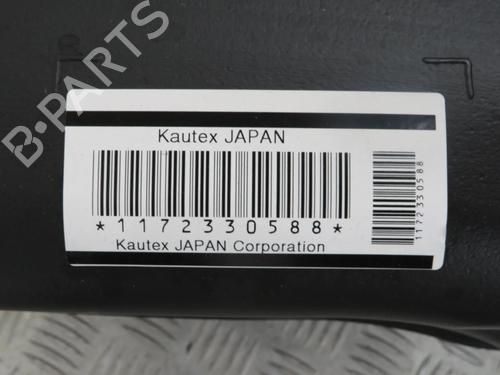 Kautex JAPAN
*1172330588*
Kautex JAPAN Corporation
1172330588
B-PARTS